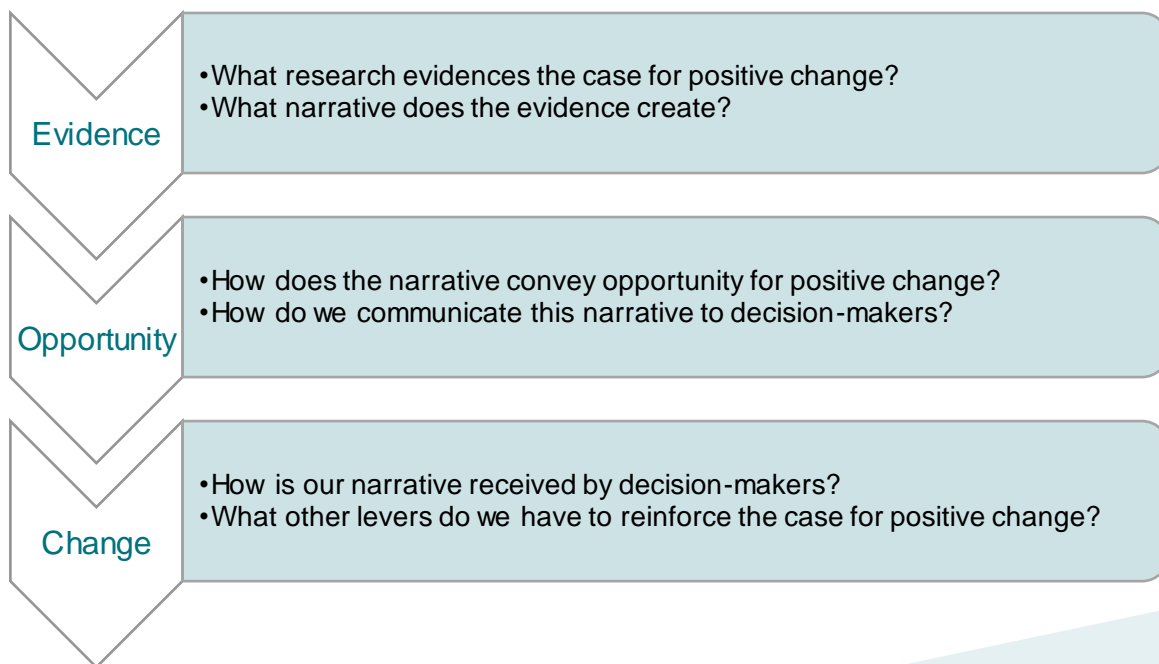 Evidence
•What research evidences the case for positive change?
•What narrative does the evidence create?
Opportunity
•How does the narrative convey opportunity for positive change?
•How do we communicate this narrative to decision-makers?
Change
•How is our narrative received by decision-makers?
•What other levers do we have to reinforce the case for positive change?